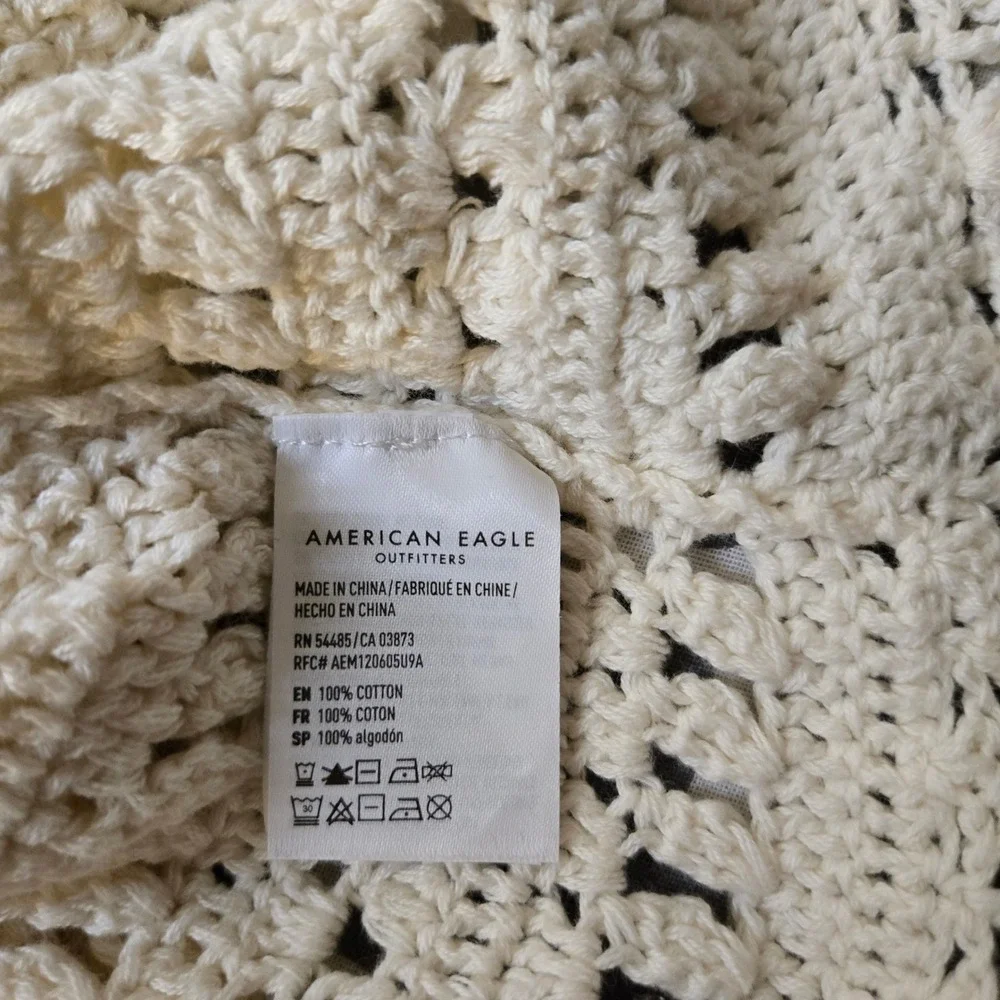 AMERICAN EAGLE
OUTFITTERS
MADE IN CHINA/FABRIQUÉ EN CHINE/
HECHO EN CHINA
RN 54485/CA 03873
RFC# AEM120605U9A
EN 100% COTTON
FR 100% COTON
SP 100% algodón
30